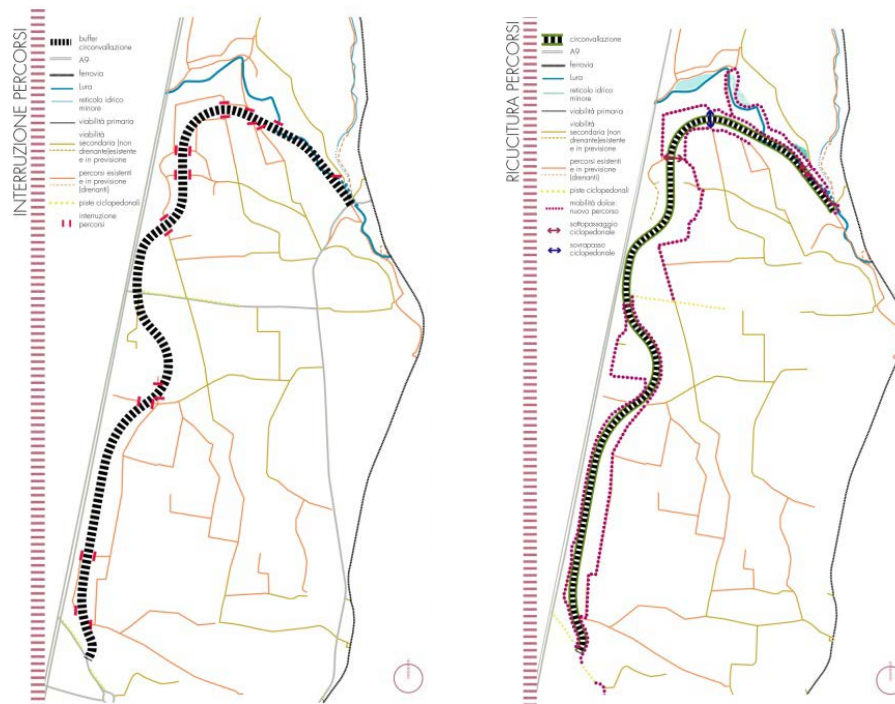 INTERRUZIONE PERCORSI
buffer
circonvallazione
A9
ferrovia
Lura
reticolo idrico
minore
viabilità primaria
viabilità
secondaria (non
drenante)esistente
e in previsione
percorsi esistenti
e in previsione
(drenanti)
piste ciclopedonali
interruzione
percorsi
RICUCITURA PERCORSI
circonvallazione
A9
ferrovia
Lura
reticolo idrico
minore
viabilità primaria
viabilità
secondaria (non
drenante)esistente
e in previsione
percorsi esistenti
e in previsione
(drenanti)
piste ciclopedonali
mobilità dolce
nuovo percorso
sottopassaggio
ciclopedonale
sovrapasso
ciclopedonale